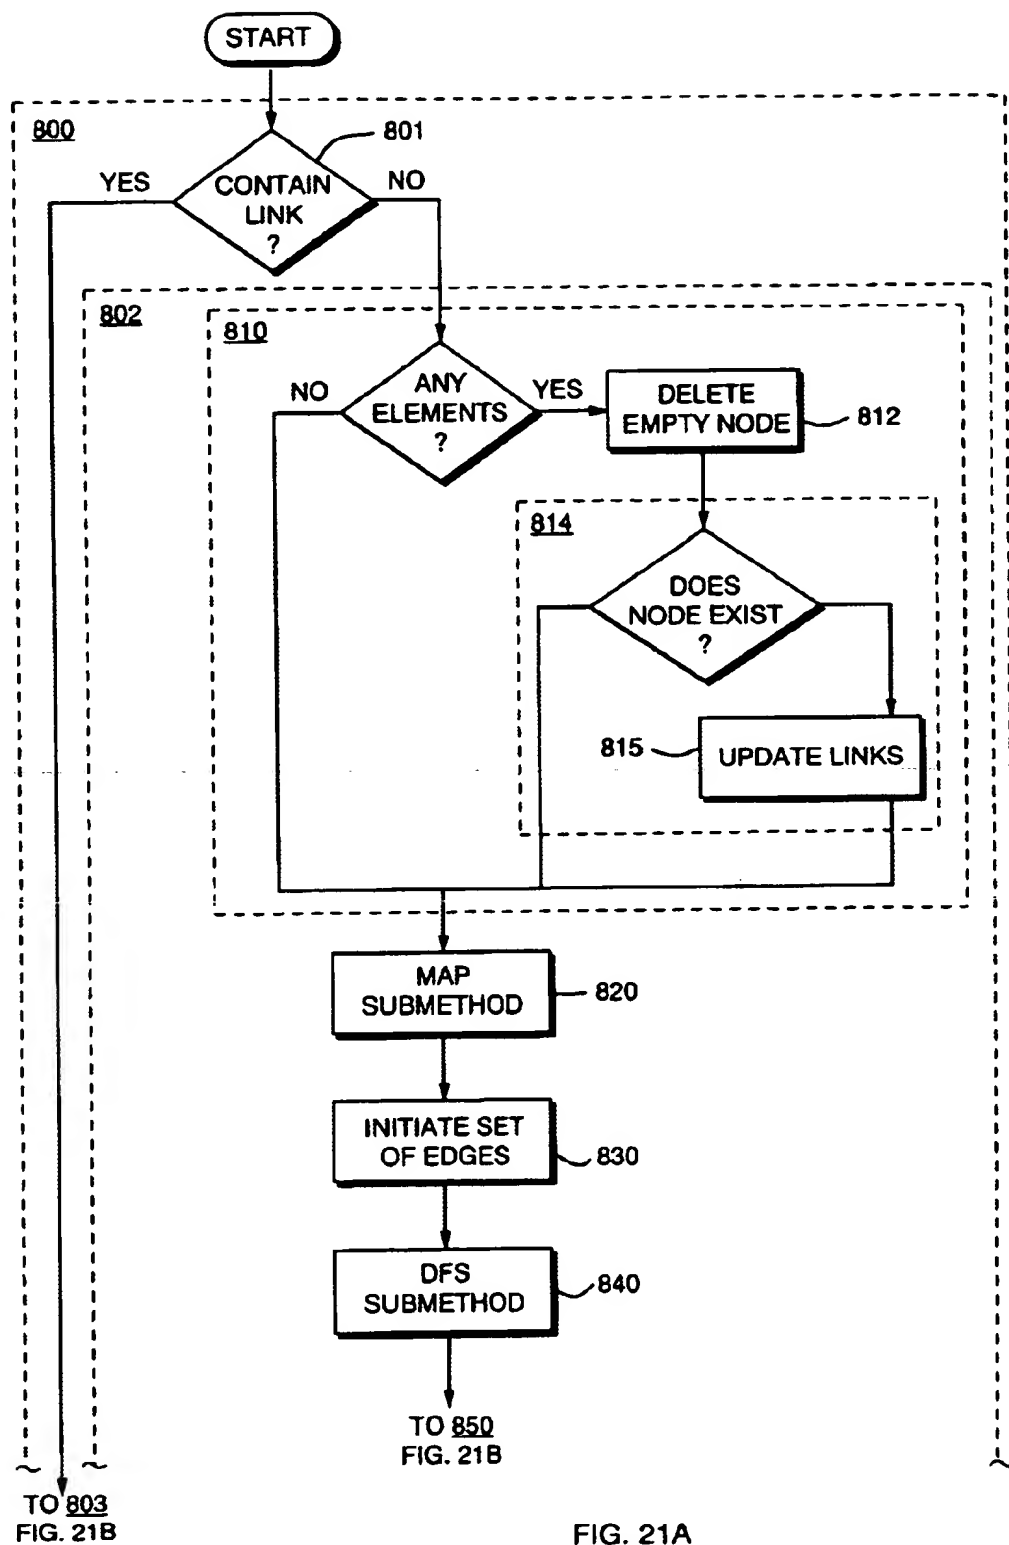 START
800
801
YES
CONTAIN
LINK
?
NO
802
810
NO
ANY
ELEMENTS
?
YES
DELETE
EMPTY NODE
812
814
DOES
NODE EXIST
?
815
UPDATE LINKS
MAP
SUBMETHOD
820
INITIATE SET
OF EDGES
830
DFS
SUBMETHOD
840
TO 850
FIG. 21B
TO 803
FIG. 21B
FIG. 21A